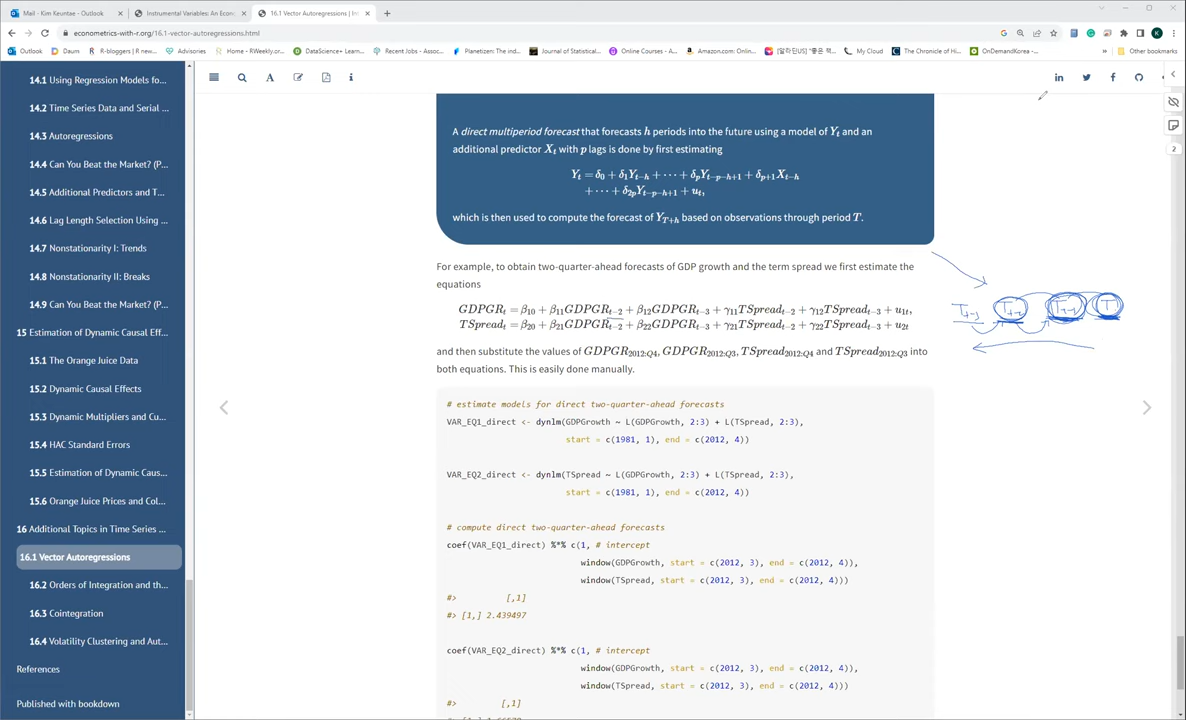 Mail - Kim Keuntae - Outlook
Instrumental Variables: An Econ
16.1 Vector Autoregressions | In
econometrics-with-r.org/16.1-vector-autoregressions.html
Outlook
Daum
R-bloggers | R new...
Advisories
Home - RWeekly.or...
DataScience+ Learn...
Recent Jobs - Assoc...
Planetizen: The ind...
Journal of Statistical...
Online Courses - A...
Amazon.com: Onlin...
My Cloud
The Chronicle of Hi...
OnDemandKorea -...
Other bookmarks
14.1 Using Regression Models fo...
14.2 Time Series Data and Serial ...
14.3 Autoregressions
14.4 Can You Beat the Market? (P...
14.5 Additional Predictors and T...
14.6 Lag Length Selection Using ...
14.7 Nonstationarity I: Trends
14.8 Nonstationarity II: Breaks
14.9 Can You Beat the Market? (P...
15 Estimation of Dynamic Causal Eff...
15.1 The Orange Juice Data
15.2 Dynamic Causal Effects
15.3 Dynamic Multipliers and Cu...
15.4 HAC Standard Errors
15.5 Estimation of Dynamic Caus...
15.6 Orange Juice Prices and Col...
16 Additional Topics in Time Series ...
16.1 Vector Autoregressions
16.2 Orders of Integration and th...
16.3 Cointegration
16.4 Volatility Clustering and Aut...
References
Published with bookdown
A direct multiperiod forecast that forecasts h periods into the future using a model of Yₜ and an
additional predictor Xₜ with p lags is done by first estimating
Yₜ = δ₀ + δ₁Yₜ₋ₕ + ⋯ + δₚYₜ₋ₚ₋ₕ₊₁ + δₚ₊₁Xₜ₋ₕ
+ ⋯ + δ₂ₚYₜ₋ₚ₋ₕ₊₁ + uₜ,
which is then used to compute the forecast of Y_{T+h} based on observations through period T.
For example, to obtain two-quarter-ahead forecasts of GDP growth and the term spread we first estimate the
equations
GDPGRₜ = β₁₀ + β₁₁GDPGRₜ₋₂ + β₁₂GDPGRₜ₋₃ + γ₁₁TSpreadₜ₋₂ + γ₁₂TSpreadₜ₋₃ + u₁ₜ,
TSpreadₜ = β₂₀ + β₂₁GDPGRₜ₋₂ + β₂₂GDPGRₜ₋₃ + γ₂₁TSpreadₜ₋₂ + γ₂₂TSpreadₜ₋₃ + u₂ₜ
and then substitute the values of GDPGR_{2012:Q4}, GDPGR_{2012:Q3}, TSpread_{2012:Q4} and TSpread_{2012:Q3} into
both equations. This is easily done manually.
# estimate models for direct two-quarter-ahead forecasts
VAR_EQ1_direct <- dynlm(GDPGrowth ~ L(GDPGrowth, 2:3) + L(TSpread, 2:3),
start = c(1981, 1), end = c(2012, 4))
VAR_EQ2_direct <- dynlm(TSpread ~ L(GDPGrowth, 2:3) + L(TSpread, 2:3),
start = c(1981, 1), end = c(2012, 4))
# compute direct two-quarter-ahead forecasts
coef(VAR_EQ1_direct) %*% c(1, # intercept
window(GDPGrowth, start = c(2012, 3), end = c(2012, 4)),
window(TSpread, start = c(2012, 3), end = c(2012, 4)))
#> [,1]
#> [1,] 2.439497
coef(VAR_EQ2_direct) %*% c(1, # intercept
window(GDPGrowth, start = c(2012, 3), end = c(2012, 4)),
window(TSpread, start = c(2012, 3), end = c(2012, 4)))
#> [,1]
2